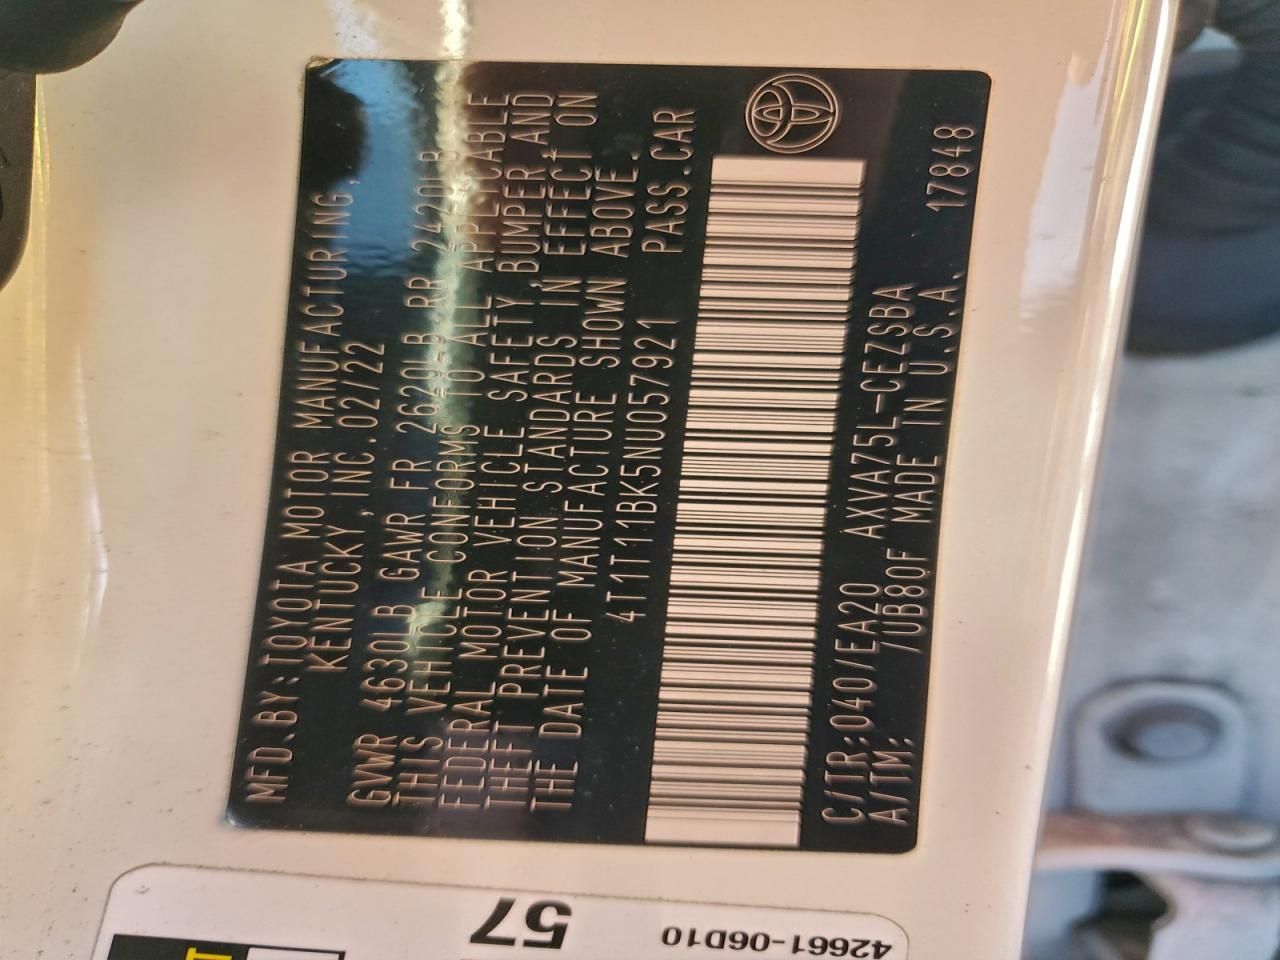 MFD.BY:TOYOTA MOTOR MANUFACTURING,
KENTUCKY,INC.02/22
GVWR 4630LB GAWR FR 2620LB RR 2420LB
THIS VEHICLE CONFORMS TO ALL APPLICABLE
FEDERAL MOTOR VEHICLE SAFETY,BUMPER,AND
THEFT PREVENTION STANDARDS IN EFFECT ON
THE DATE OF MANUFACTURE SHOWN ABOVE.
4T1T11BK5NU057921 PASS.CAR
C/TR:040/EA20 AXVA75L-CEZSBA
A/TM: /UB80F MADE IN U.S.A. 17848
57
42661-06D10